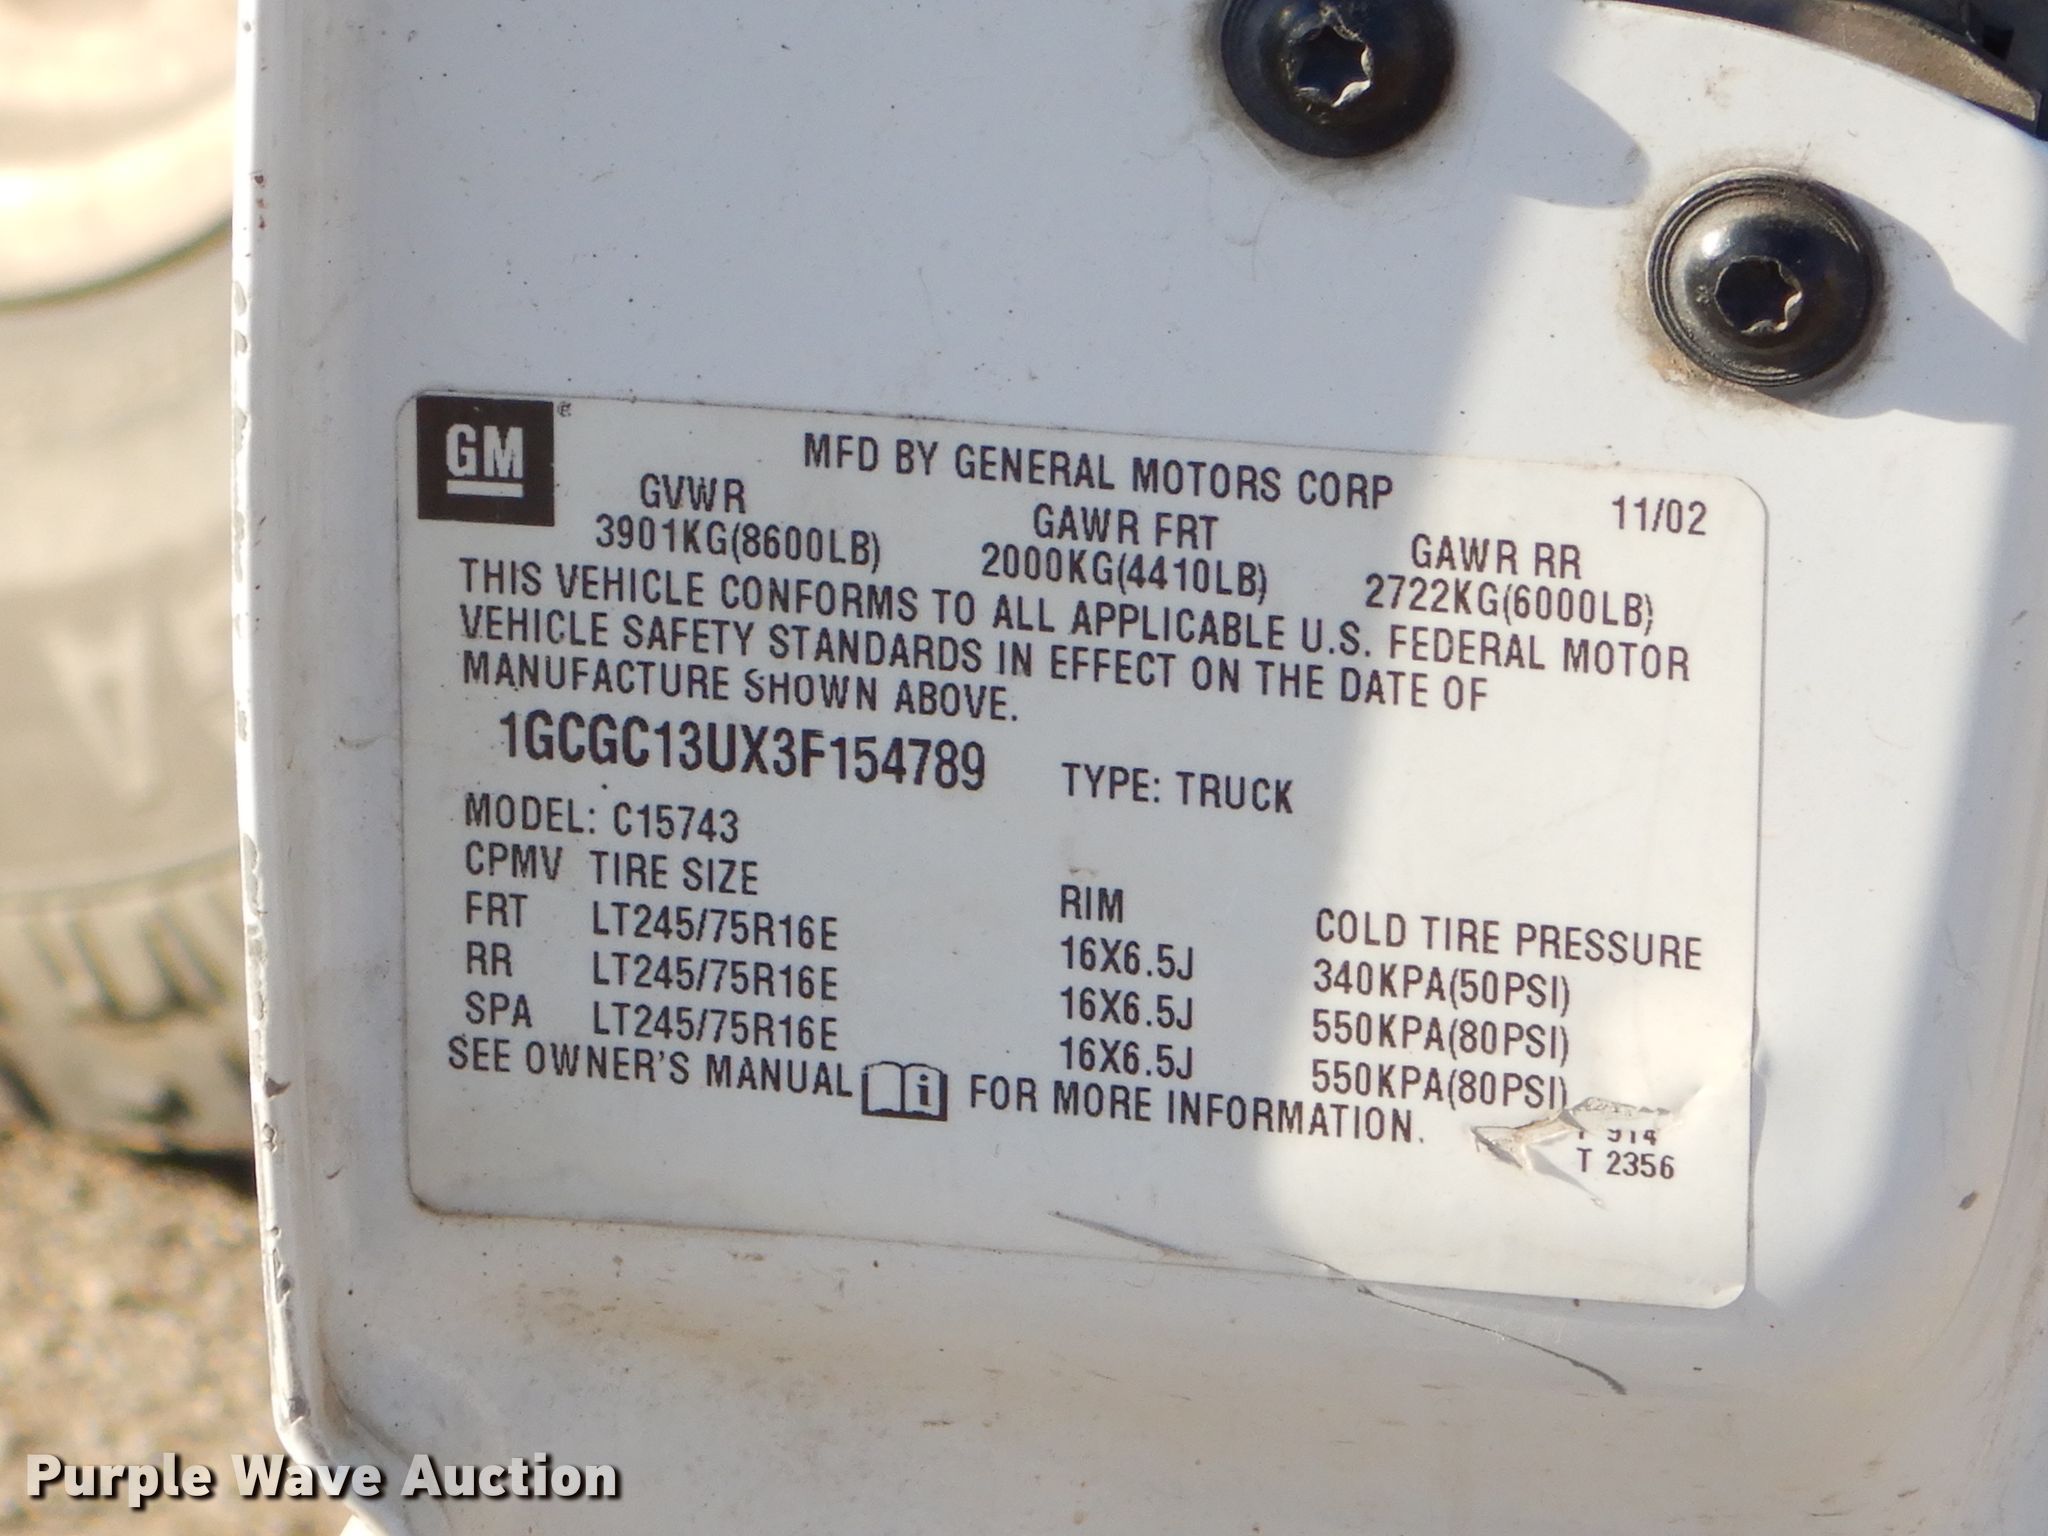 GM ®
MFD BY GENERAL MOTORS CORP
11/02
GVWR GAWR FRT GAWR RR
3901KG(8600LB) 2000KG(4410LB) 2722KG(6000LB)
THIS VEHICLE CONFORMS TO ALL APPLICABLE U.S. FEDERAL MOTOR
VEHICLE SAFETY STANDARDS IN EFFECT ON THE DATE OF
MANUFACTURE SHOWN ABOVE.
1GCGC13UX3F154789 TYPE: TRUCK
MODEL: C15743
CPMV TIRE SIZE RIM COLD TIRE PRESSURE
FRT LT245/75R16E 16X6.5J 340KPA(50PSI)
RR LT245/75R16E 16X6.5J 550KPA(80PSI)
SPA LT245/75R16E 16X6.5J 550KPA(80PSI)
SEE OWNER'S MANUAL i FOR MORE INFORMATION.
914
T 2356
Purple Wave Auction